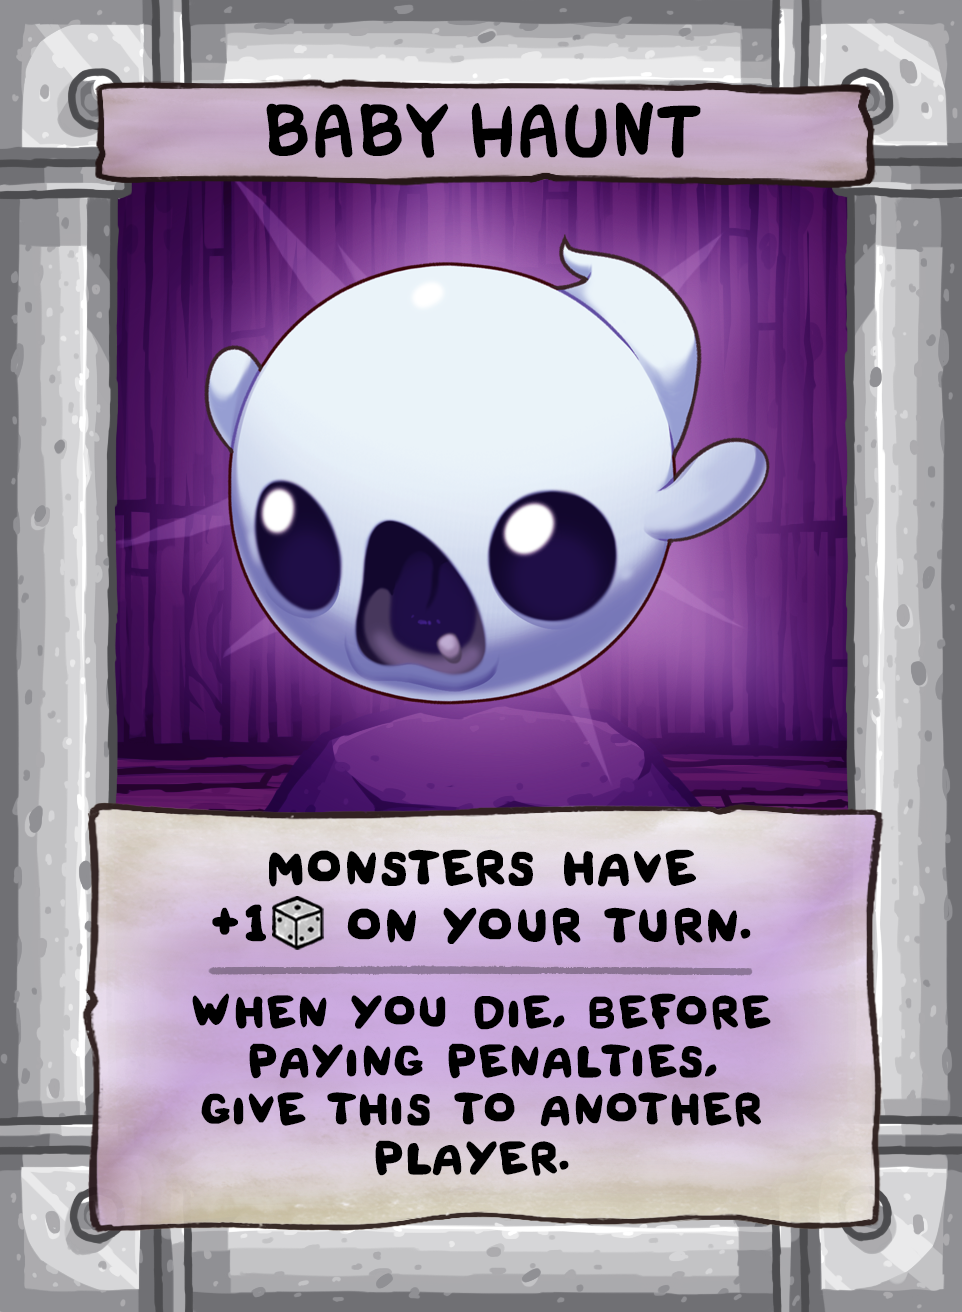 BABY HAUNT
MONSTERS HAVE
+1 ON YOUR TURN.
WHEN YOU DIE, BEFORE
PAYING PENALTIES,
GIVE THIS TO ANOTHER
PLAYER.